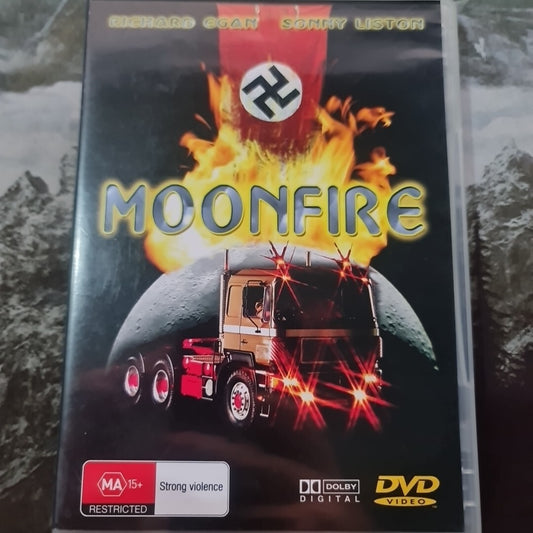 RICHARD EGAN SONNY LISTON
MOONFIRE
MA 15+
RESTRICTED
Strong violence
DOLBY
DIGITAL
DVD
VIDEO